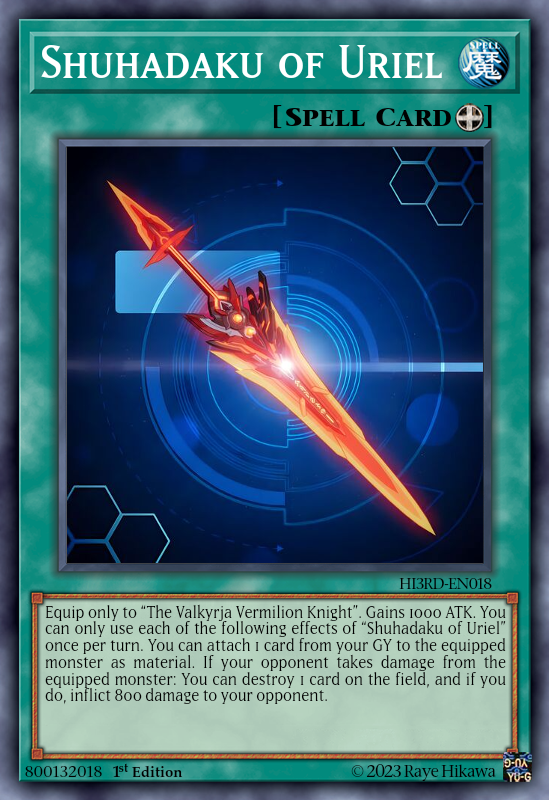 SHUHADAKU OF URIEL
SPELL
魔
[SPELL CARD]
HI3RD-EN018
Equip only to “The Valkyrja Vermilion Knight”. Gains 1000 ATK. You
can only use each of the following effects of “Shuhadaku of Uriel”
once per turn. You can attach 1 card from your GY to the equipped
monster as material. If your opponent takes damage from the
equipped monster: You can destroy 1 card on the field, and if you
do, inflict 800 damage to your opponent.
800132018 1st Edition © 2023 Raye Hikawa
YU-G